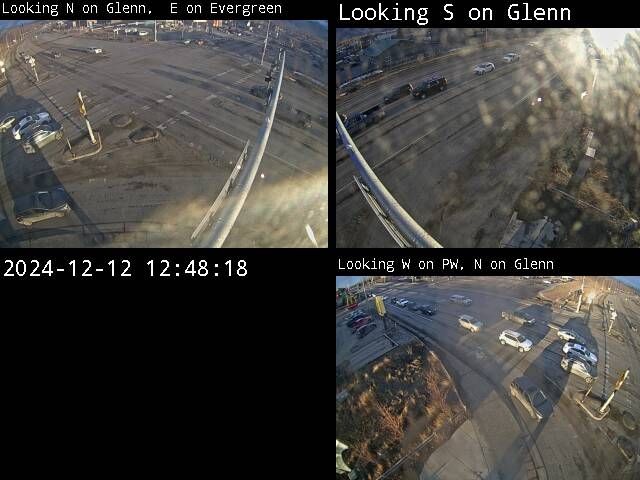 Looking N on Glenn,  E on Evergreen
Looking S on Glenn
2024-12-12 12:48:18
Looking W on PW, N on Glenn